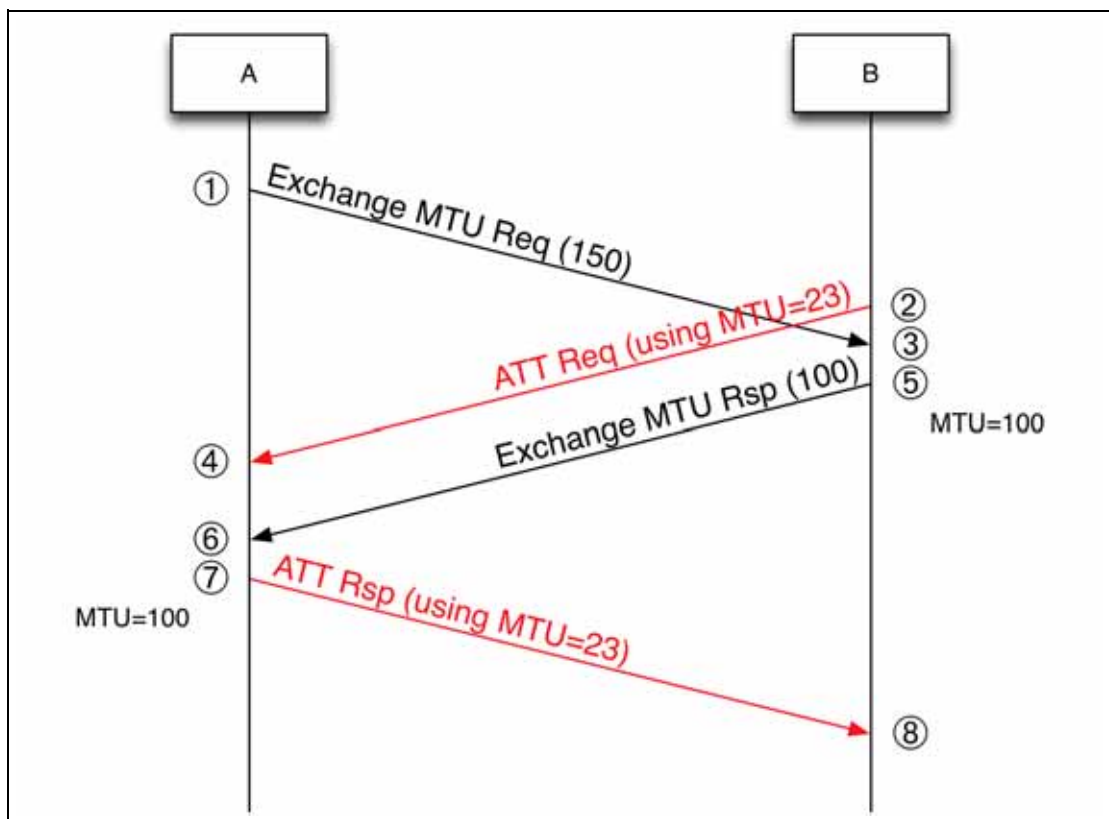 A
B
①
Exchange MTU Req (150)
②
ATT Req (using MTU=23)
③
⑤
Exchange MTU Rsp (100)
MTU=100
④
⑥
⑦
ATT Rsp (using MTU=23)
MTU=100
⑧